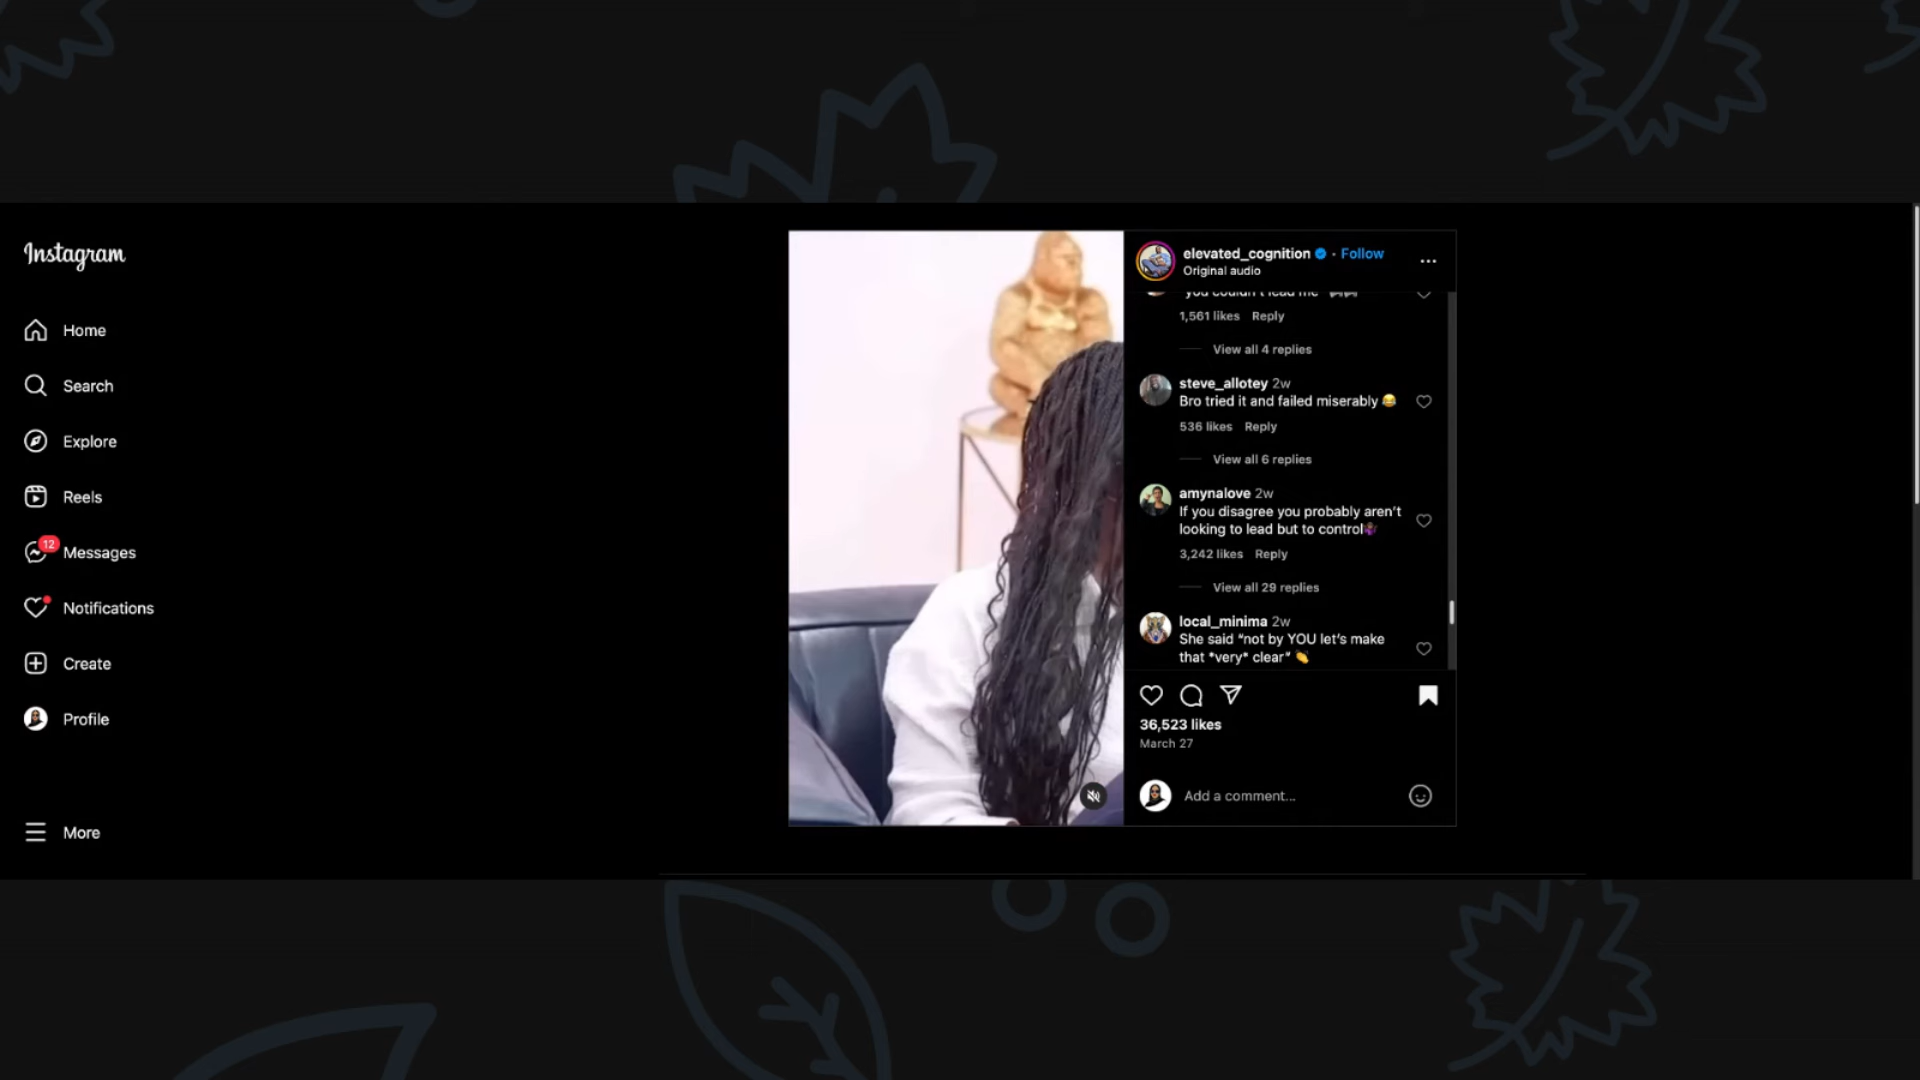 Instagram
Home
Search
Explore
Reels
12
Messages
Notifications
Create
Profile
More
elevated_cognition · Follow
Original audio
"you couldn't lead me"
1,561 likes Reply
View all 4 replies
steve_allotey 2w
Bro tried it and failed miserably 😂
536 likes Reply
View all 6 replies
amynalove 2w
If you disagree you probably aren't
looking to lead but to control
3,242 likes Reply
View all 29 replies
local_minima 2w
She said "not by YOU let's make
that *very* clear" 👏
36,523 likes
March 27
Add a comment...